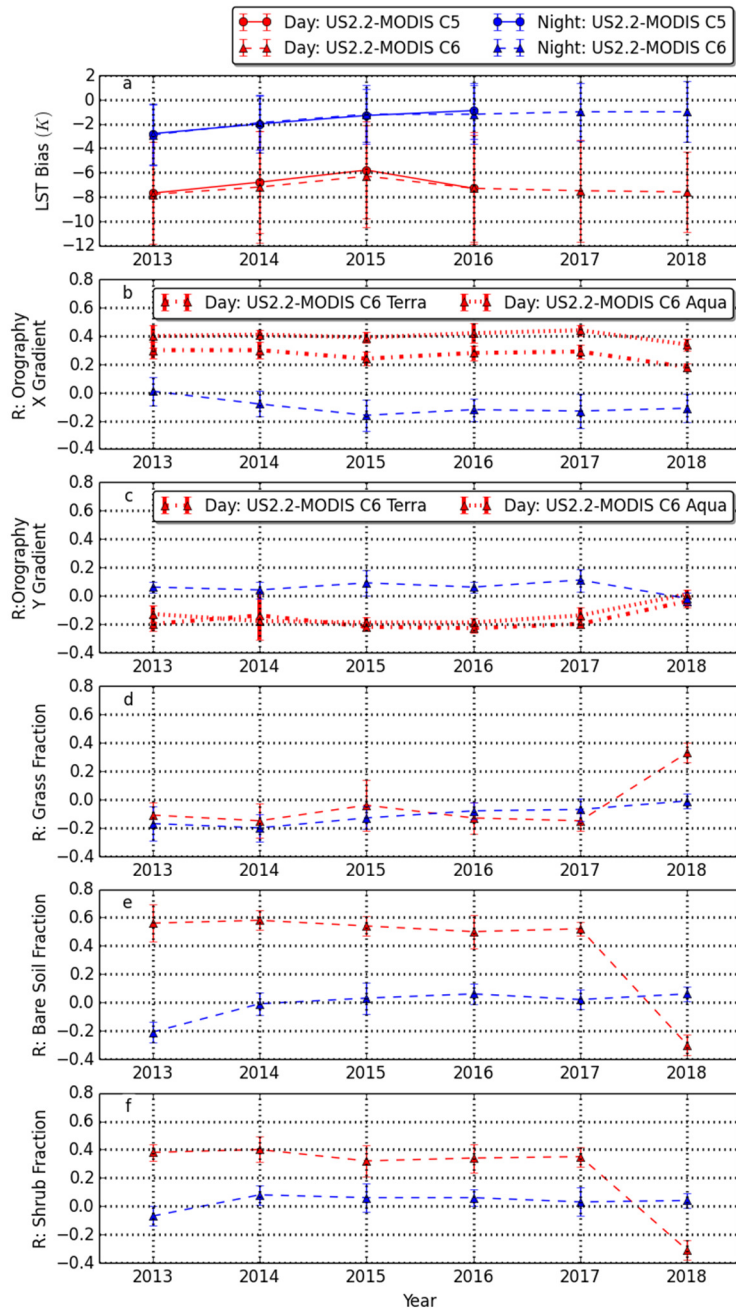 Day: US2.2-MODIS C5 Night: US2.2-MODIS C5
Day: US2.2-MODIS C6 Night: US2.2-MODIS C6
a
LST Bias (K)
2
0
−2
−4
−6
−8
−10
−12
2013 2014 2015 2016 2017 2018
b
Day: US2.2-MODIS C6 Terra Day: US2.2-MODIS C6 Aqua
R: Orography
X Gradient
0.8
0.6
0.4
0.2
0.0
−0.2
−0.4
2013 2014 2015 2016 2017 2018
c
Day: US2.2-MODIS C6 Terra Day: US2.2-MODIS C6 Aqua
R:Orography
Y Gradient
0.8
0.6
0.4
0.2
0.0
−0.2
−0.4
2013 2014 2015 2016 2017 2018
d
R: Grass Fraction
0.8
0.6
0.4
0.2
0.0
−0.2
−0.4
2013 2014 2015 2016 2017 2018
e
R: Bare Soil Fraction
0.8
0.6
0.4
0.2
0.0
−0.2
−0.4
2013 2014 2015 2016 2017 2018
f
R: Shrub Fraction
0.8
0.6
0.4
0.2
0.0
−0.2
−0.4
2013 2014 2015 2016 2017 2018
Year